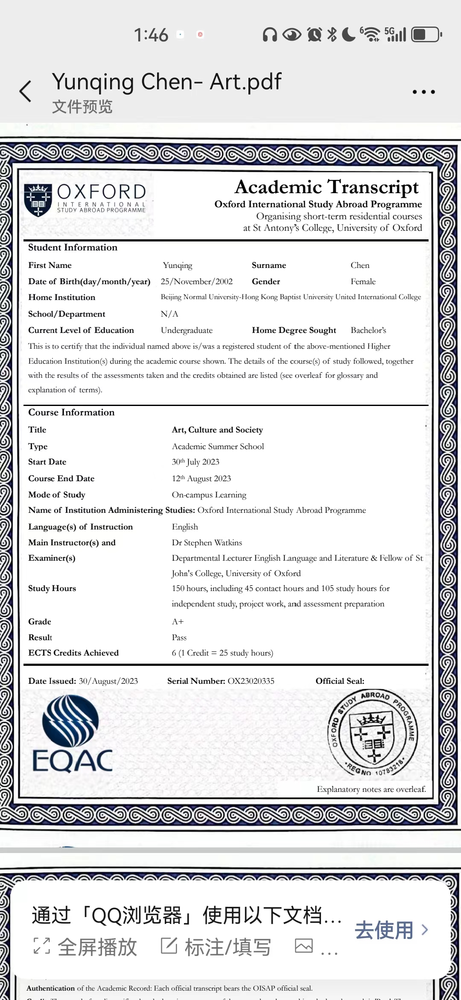 1:46
6
5G
Yunqing Chen- Art.pdf
文件预览
OXFORD
INTERNATIONAL
STUDY ABROAD PROGRAMME
Academic Transcript
Oxford International Study Abroad Programme
Organising short-term residential courses
at St Antony's College, University of Oxford
Student Information
First Name Yunqing Surname Chen
Date of Birth(day/month/year) 25/November/2002 Gender Female
Home Institution Beijing Normal University-Hong Kong Baptist University United International College
School/Department N/A
Current Level of Education Undergraduate Home Degree Sought Bachelor's
This is to certify that the individual named above is/was a registered student of the above-mentioned Higher
Education Institution(s) during the academic course shown. The details of the course(s) of study followed, together
with the results of the assessments taken and the credits obtained are listed (see overleaf for glossary and
explanation of terms).
Course Information
Title Art, Culture and Society
Type Academic Summer School
Start Date 30th July 2023
Course End Date 12th August 2023
Mode of Study On-campus Learning
Name of Institution Administering Studies: Oxford International Study Abroad Programme
Language(s) of Instruction English
Main Instructor(s) and Dr Stephen Watkins
Examiner(s) Departmental Lecturer English Language and Literature & Fellow of St
John's College, University of Oxford
Study Hours 150 hours, including 45 contact hours and 105 study hours for
independent study, project work, and assessment preparation
Grade A+
Result Pass
ECTS Credits Achieved 6 (1 Credit = 25 study hours)
Date Issued: 30/August/2023 Serial Number: OX23020335 Official Seal:
EQAC
OXFORD STUDY ABROAD PROGRAMME
•REG NO 10783218•
Explanatory notes are overleaf.
通过「QQ浏览器」使用以下文档...
去使用
全屏播放 标注/填写 ...
Authentication of the Academic Record: Each official transcript bears the OISAP official seal.